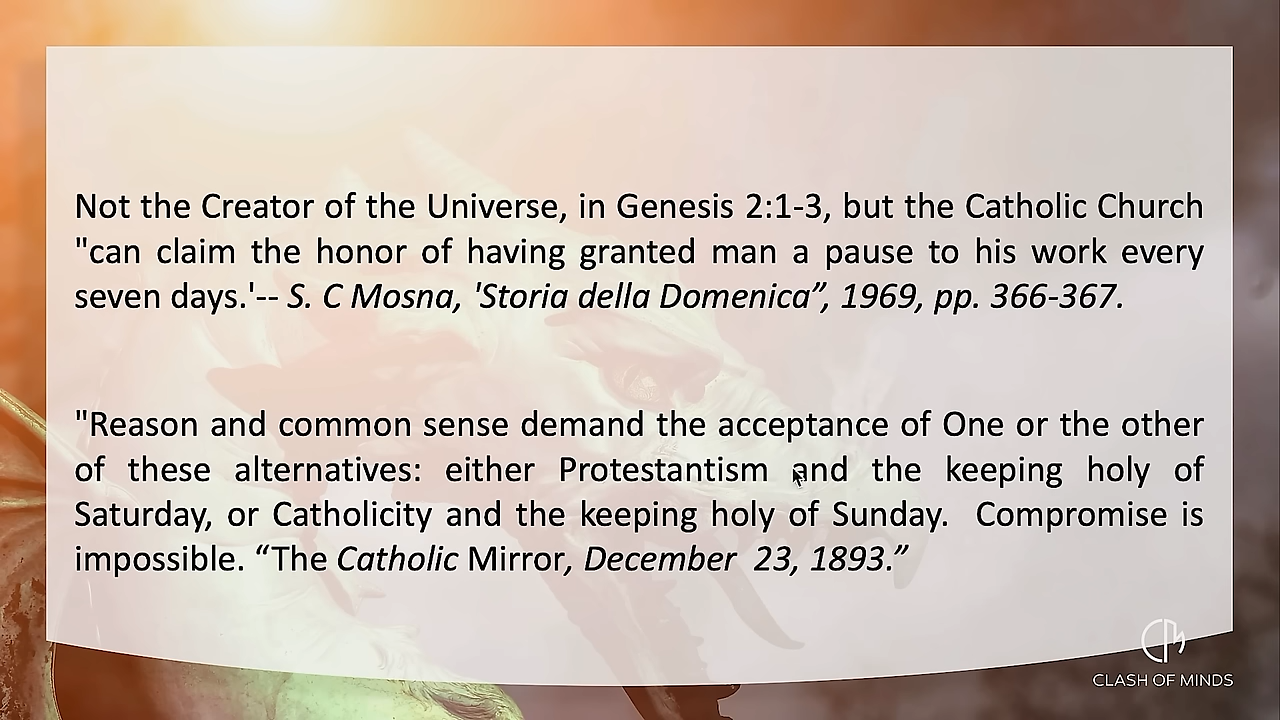 Not the Creator of the Universe, in Genesis 2:1-3, but the Catholic Church
"can claim the honor of having granted man a pause to his work every
seven days.'-- S. C Mosna, 'Storia della Domenica”, 1969, pp. 366-367.
"Reason and common sense demand the acceptance of One or the other
of these alternatives: either Protestantism and the keeping holy of
Saturday, or Catholicity and the keeping holy of Sunday.  Compromise is
impossible. “The Catholic Mirror, December  23, 1893.”
CLASH OF MINDS